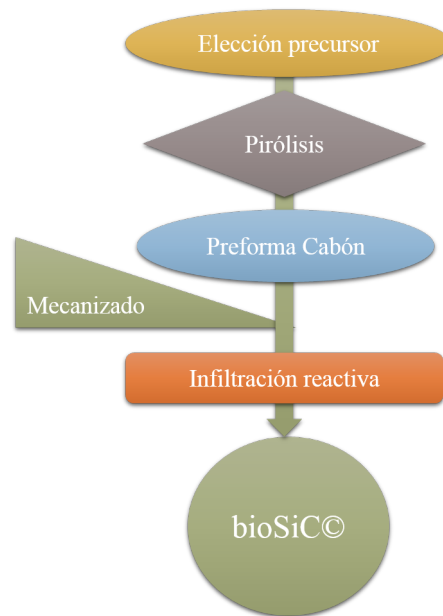 Elección precursor
Pirólisis
Preforma Cabón
Mecanizado
Infiltración reactiva
bioSiC©